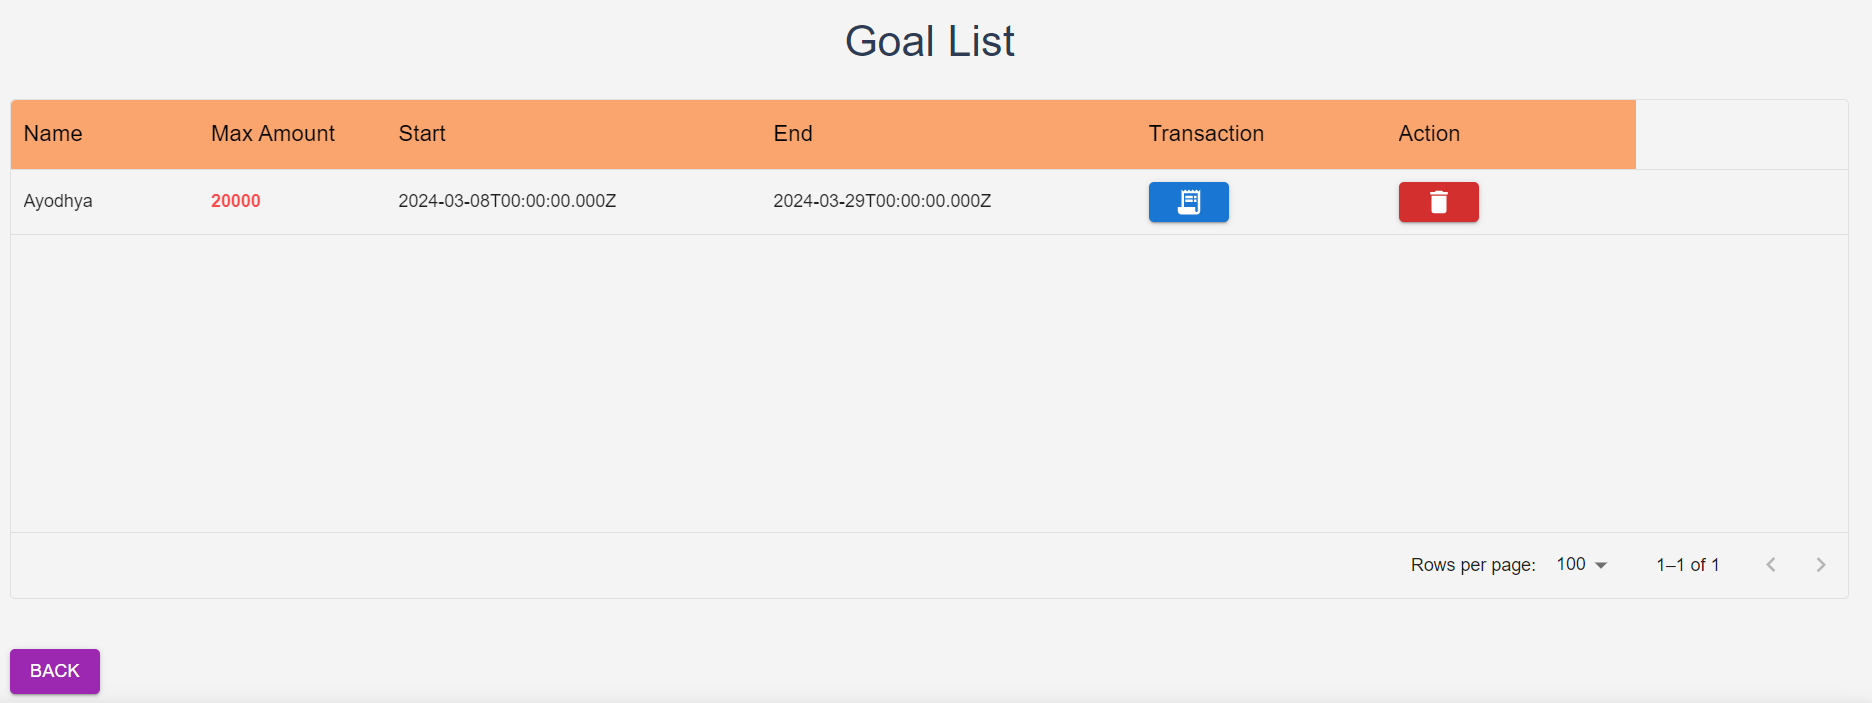 Goal List
Name Max Amount Start End Transaction Action
Ayodhya 20000 2024-03-08T00:00:00.000Z 2024-03-29T00:00:00.000Z
Rows per page: 100 1–1 of 1
BACK